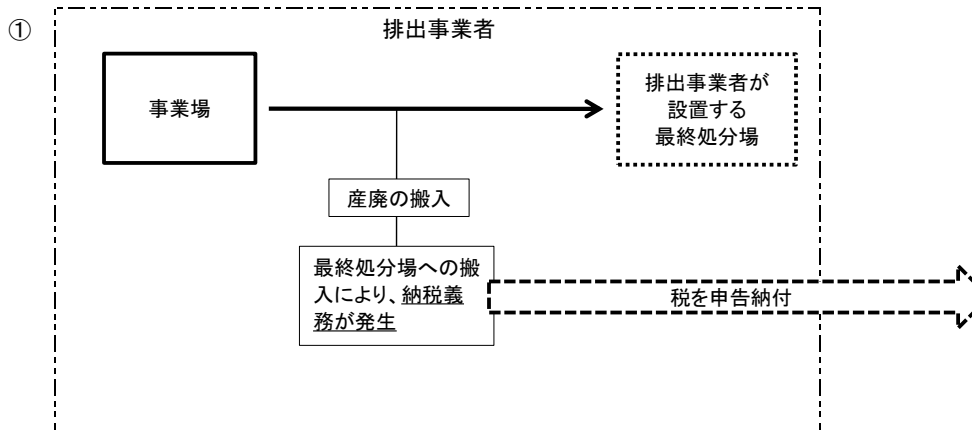 ①
排出事業者
事業場
排出事業者が
設置する
最終処分場
産廃の搬入
最終処分場への搬
入により、納税義
務が発生
税を申告納付